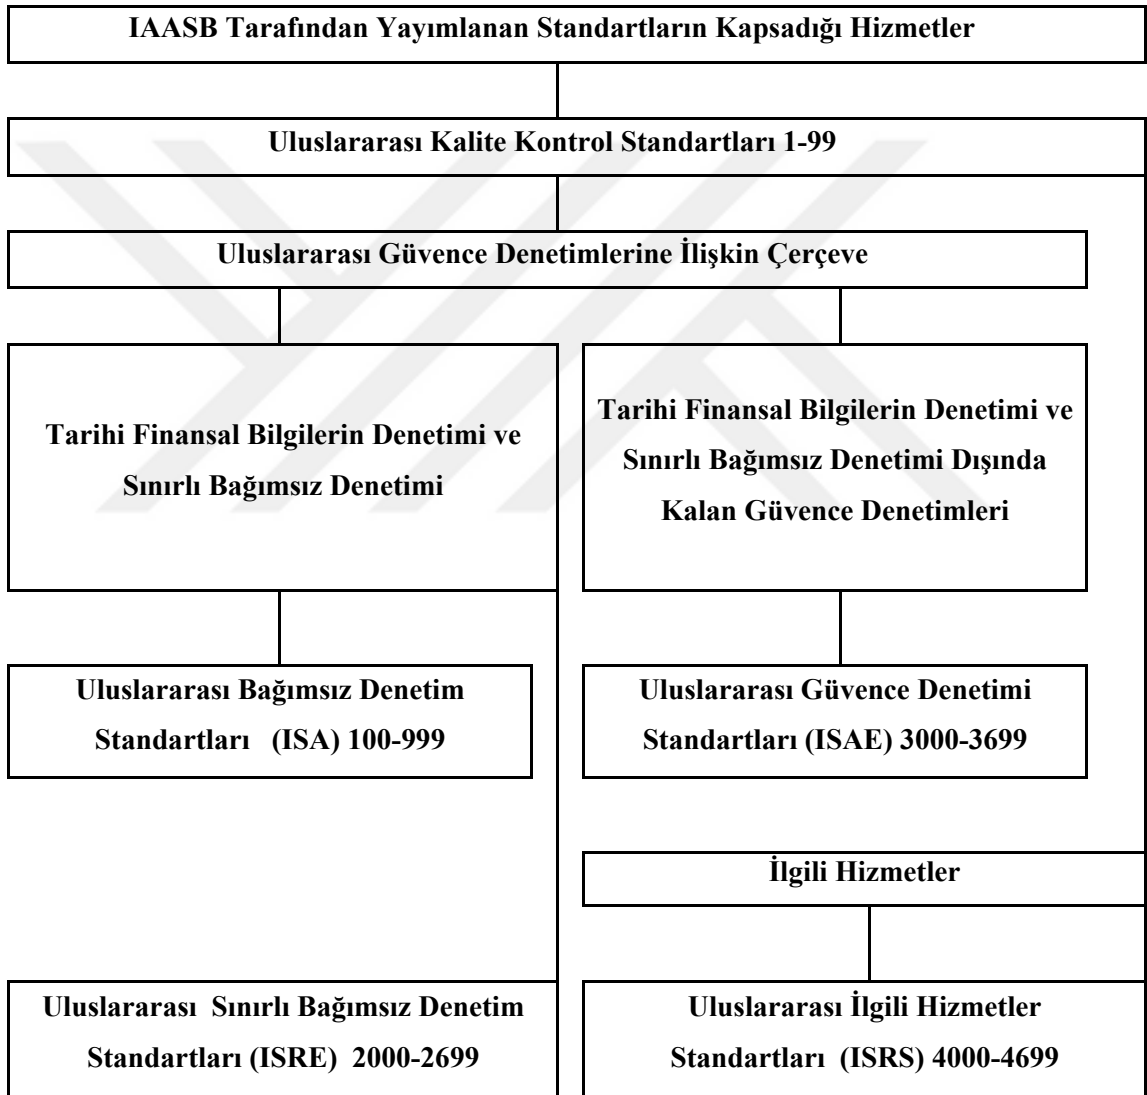 IAASB Tarafından Yayımlanan Standartların Kapsadığı Hizmetler
Uluslararası Kalite Kontrol Standartları 1-99
Uluslararası Güvence Denetimlerine İlişkin Çerçeve
Tarihi Finansal Bilgilerin Denetimi ve
Sınırlı Bağımsız Denetimi
Tarihi Finansal Bilgilerin Denetimi ve
Sınırlı Bağımsız Denetimi Dışında
Kalan Güvence Denetimleri
Uluslararası Bağımsız Denetim
Standartları (ISA) 100-999
Uluslararası Güvence Denetimi
Standartları (ISAE) 3000-3699
İlgili Hizmetler
Uluslararası Sınırlı Bağımsız Denetim
Standartları (ISRE) 2000-2699
Uluslararası İlgili Hizmetler
Standartları (ISRS) 4000-4699